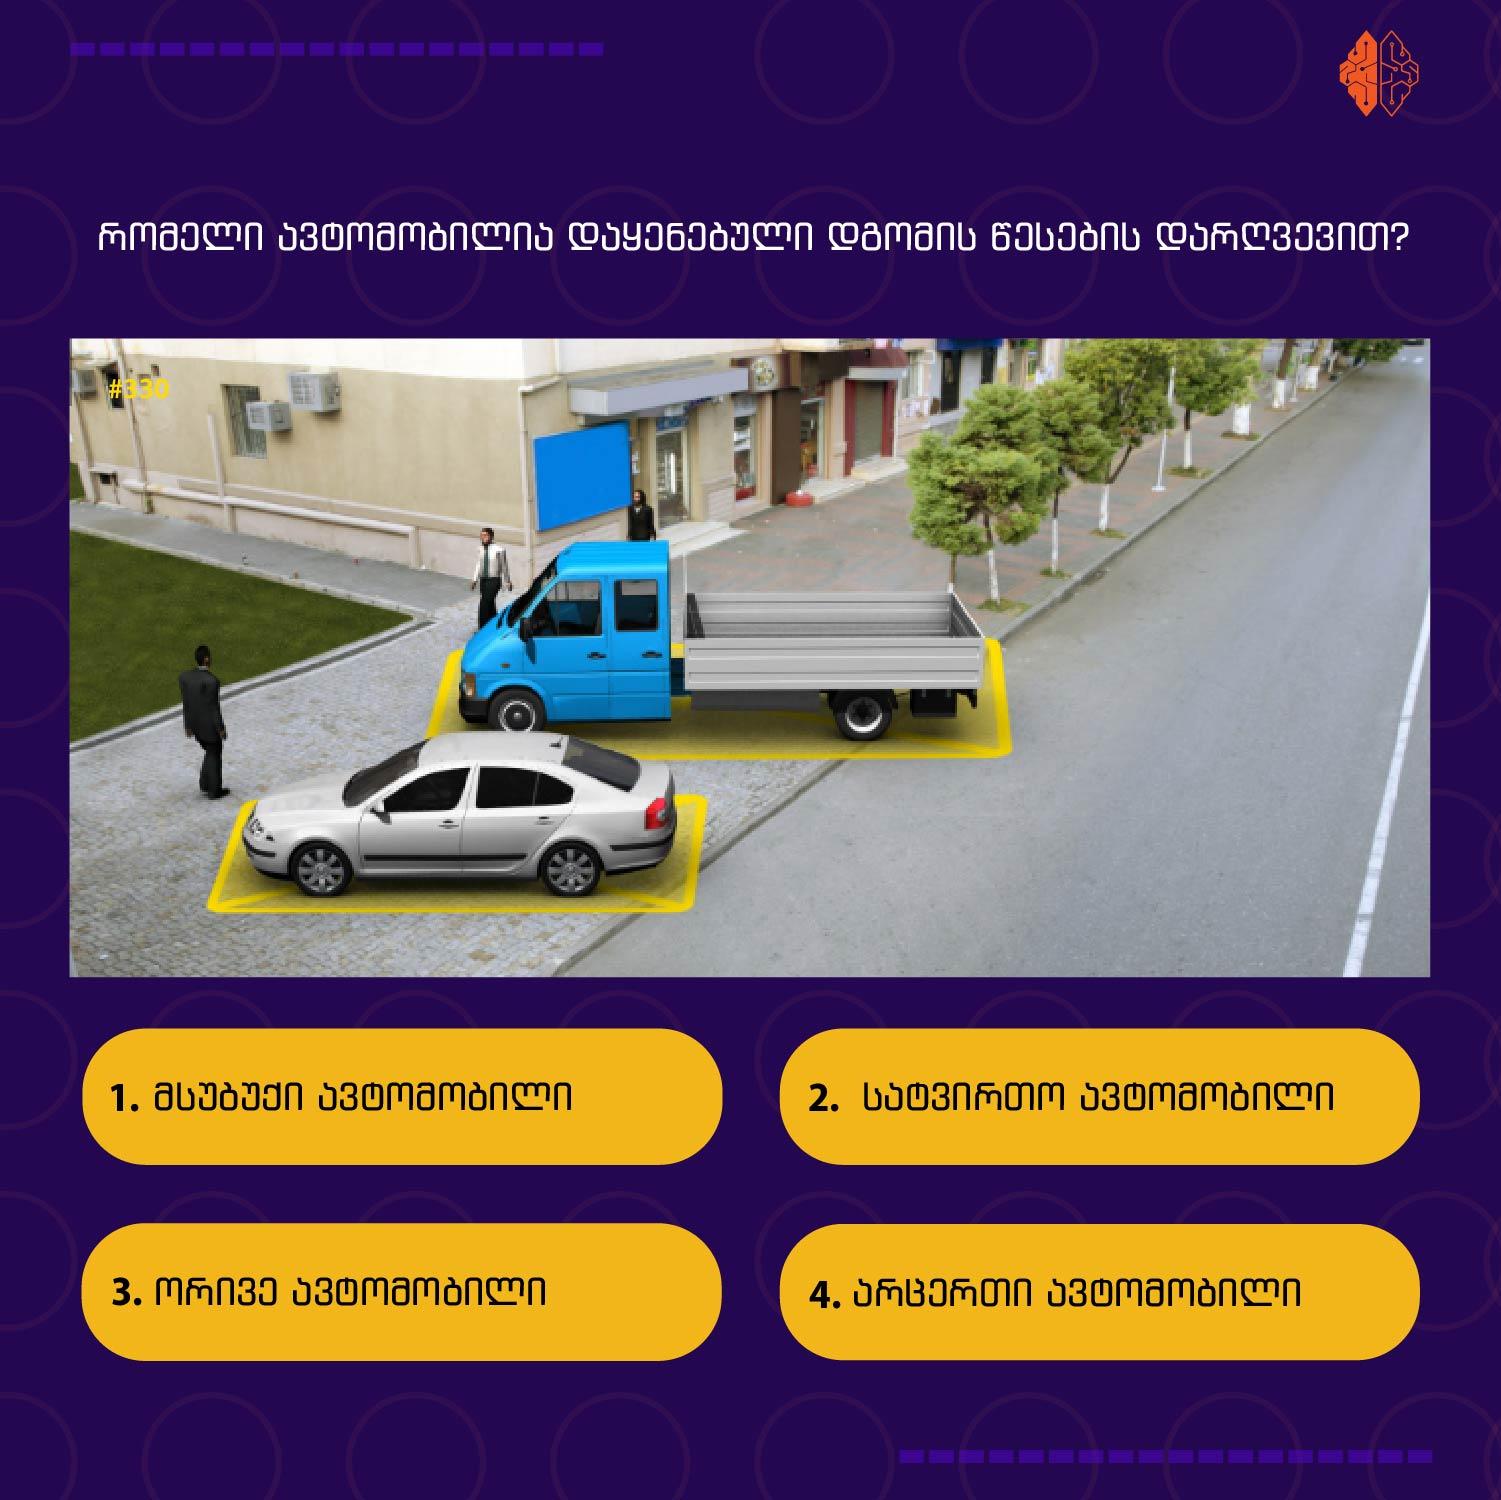 რომელი ავტომობილია დაყენებული დგომის წესების დარღვევით?
#330
1. მსუბუქი ავტომობილი
2. სატვირთო ავტომობილი
3. ორივე ავტომობილი
4. არცერთი ავტომობილი